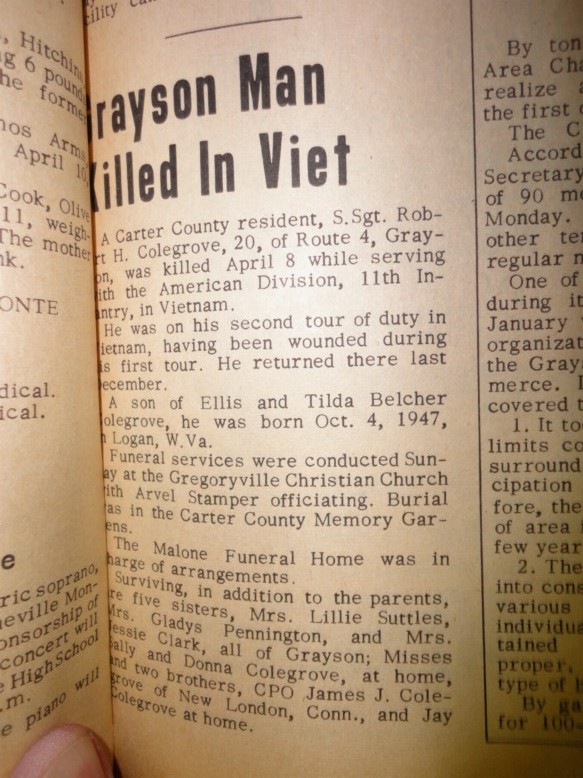 Hitchins,
g 6 pound
he forme
nos Arms
April 10,
Cook, Olive
11, weigh-
The mother
nk.
ONTE
dical.
ical.
e
ric soprano,
neville Mon-
onsorship of
concert will
e High School
.m.
e piano will
cility
rayson Man
illed In Viet
A Carter County resident, S.Sgt. Rob-
rt H. Colegrove, 20, of Route 4, Gray-
on, was killed April 8 while serving
ith the American Division, 11th In-
antry, in Vietnam.
He was on his second tour of duty in
ietnam, having been wounded during
is first tour. He returned there last
ecember.
A son of Ellis and Tilda Belcher
olegrove, he was born Oct. 4, 1947,
n Logan, W.Va.
Funeral services were conducted Sun-
ay at the Gregoryville Christian Church
ith Arvel Stamper officiating. Burial
as in the Carter County Memory Gar-
ens.
The Malone Funeral Home was in
harge of arrangements.
Surviving, in addition to the parents,
re five sisters, Mrs. Lillie Suttles,
Mrs. Gladys Pennington, and Mrs.
essie Clark, all of Grayson; Misses
ally and Donna Colegrove, at home,
nd two brothers, CPO James J. Cole-
grove of New London, Conn., and Jay
Colegrove at home.
By ton
Area Cha
realize a
the first o
The C
Accord
Secretary
of 90 me
Monday.
other ter
regular m
One of
during it
January
organizat
the Gray
merce. I
covered t
1. It to
limits co
surround
cipation
fore, the
of area i
few year
2. The
into cons
various
individua
tained
proper,
type of
By ga
for 100-